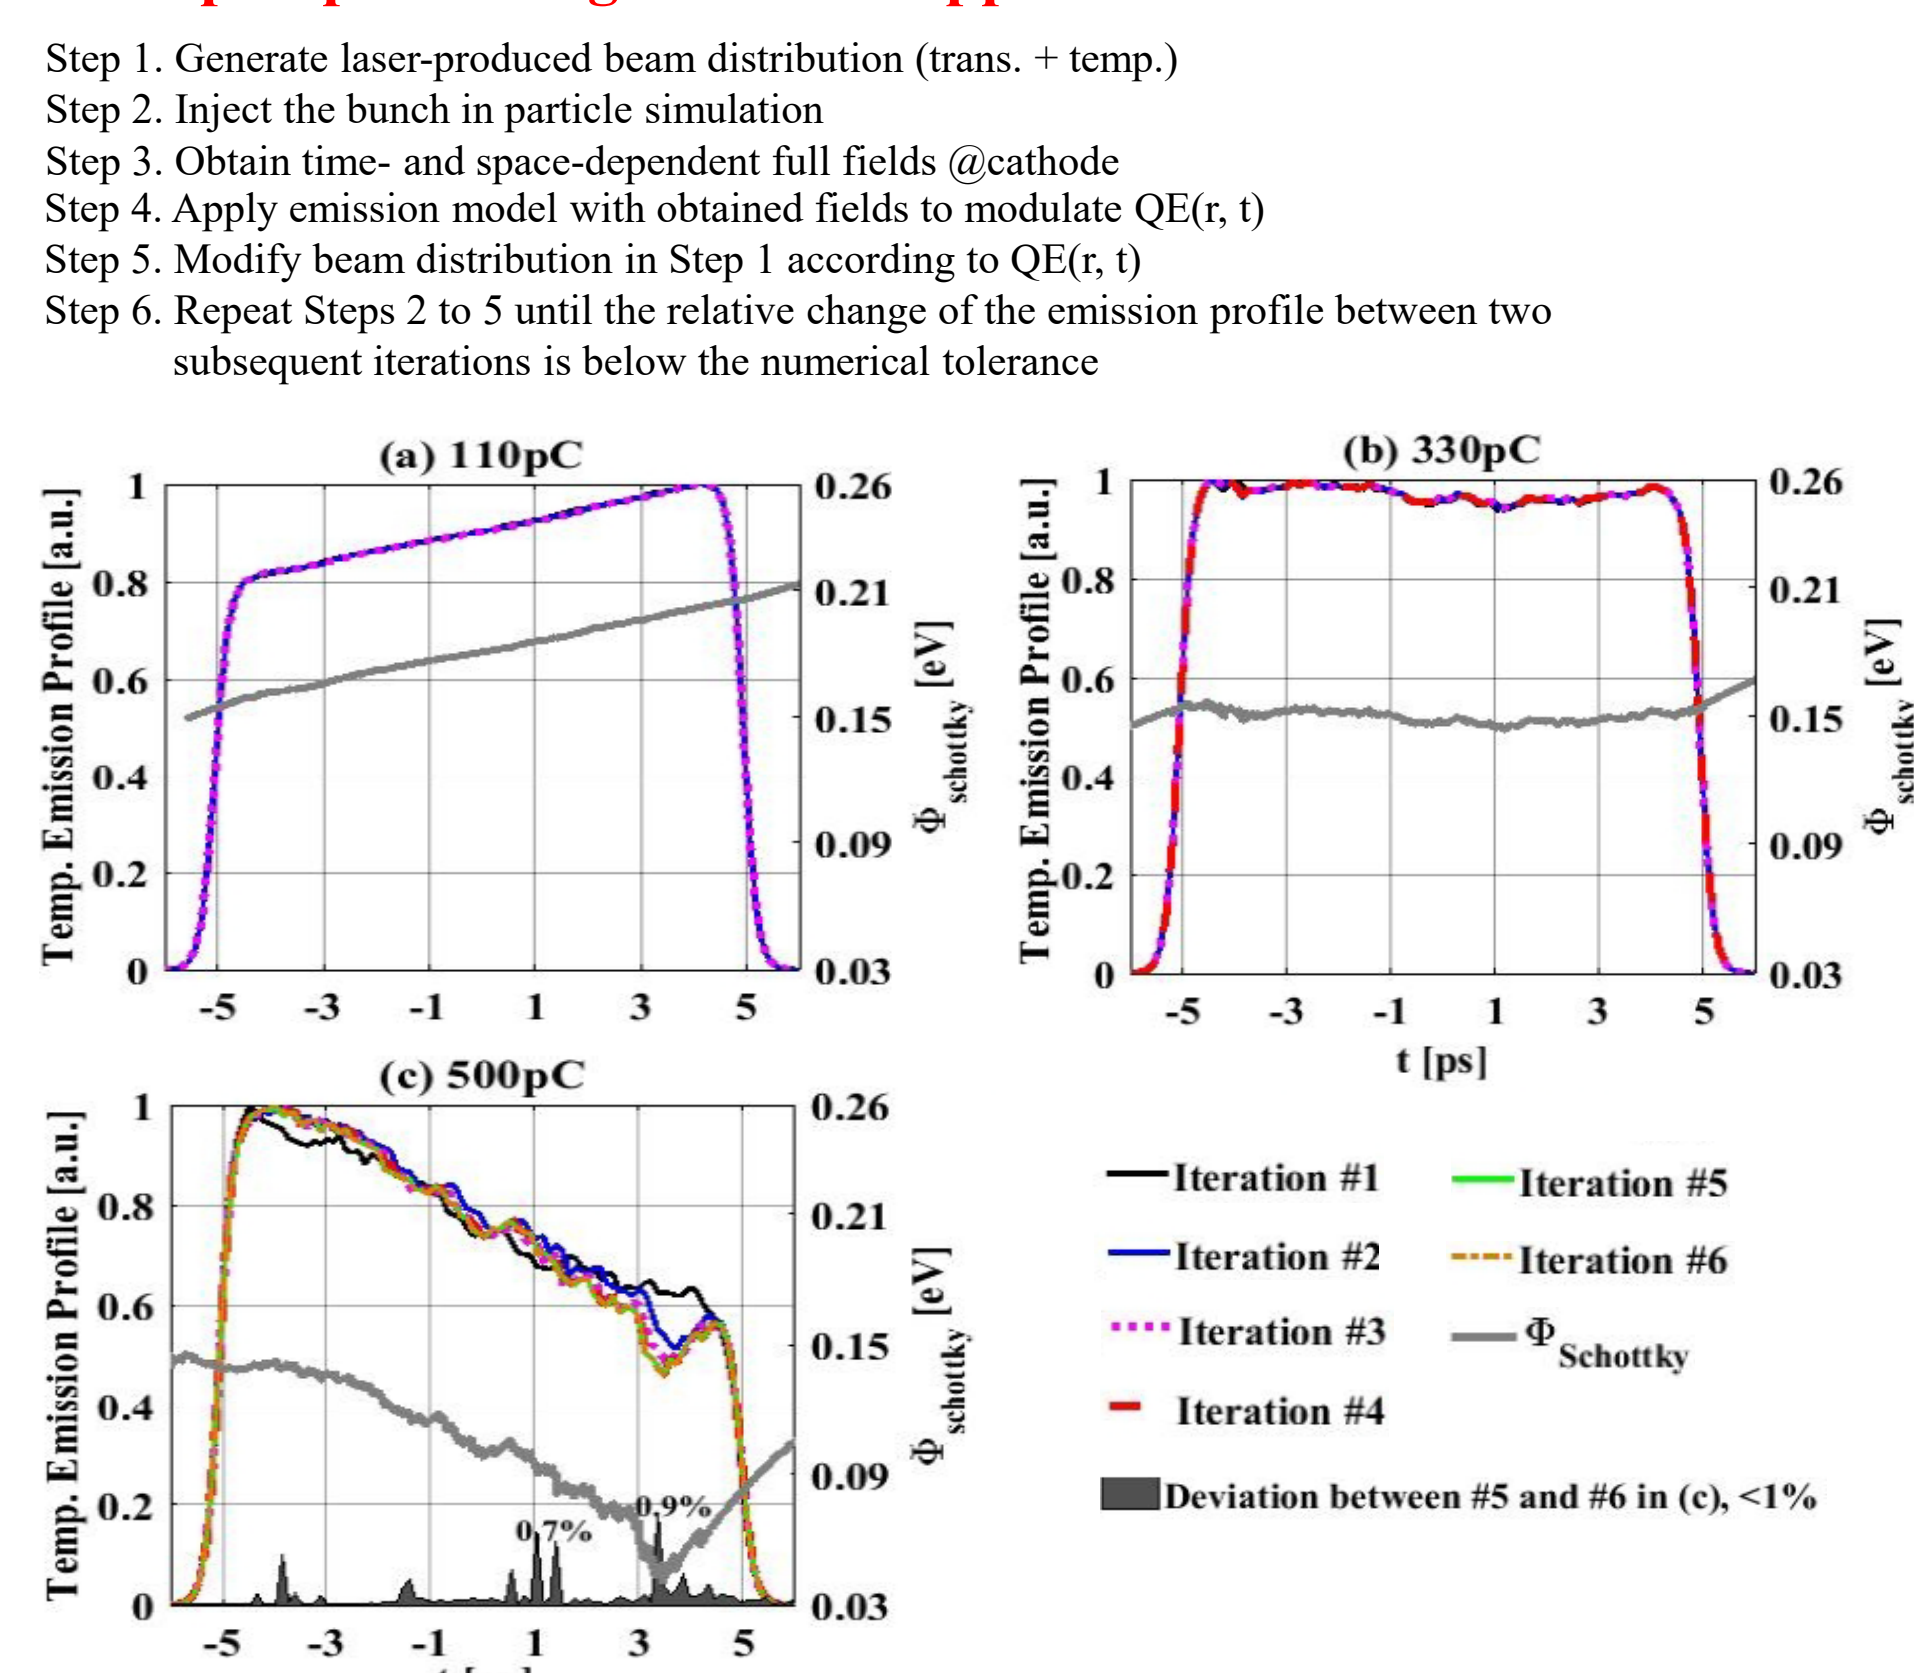 Step 1. Generate laser-produced beam distribution (trans. + temp.)
Step 2. Inject the bunch in particle simulation
Step 3. Obtain time- and space-dependent full fields @cathode
Step 4. Apply emission model with obtained fields to modulate QE(r, t)
Step 5. Modify beam distribution in Step 1 according to QE(r, t)
Step 6. Repeat Steps 2 to 5 until the relative change of the emission profile between two
subsequent iterations is below the numerical tolerance
(a) 110pC
Temp. Emission Profile [a.u.]
1
0.8
0.6
0.4
0.2
0
0.26
0.21
0.15
0.09
0.03
Φ schottky [eV]
-5 -3 -1 1 3 5
(b) 330pC
Temp. Emission Profile [a.u.]
1
0.8
0.6
0.4
0.2
0
0.26
0.21
0.15
0.09
0.03
Φ schottky [eV]
-5 -3 -1 1 3 5
t [ps]
(c) 500pC
Temp. Emission Profile [a.u.]
1
0.8
0.6
0.4
0.2
0
0.26
0.21
0.15
0.09
0.03
Φ schottky [eV]
0.7%
0.9%
-5 -3 -1 1 3 5
Iteration #1
Iteration #2
Iteration #3
Iteration #4
Iteration #5
Iteration #6
Φ Schottky
Deviation between #5 and #6 in (c), <1%